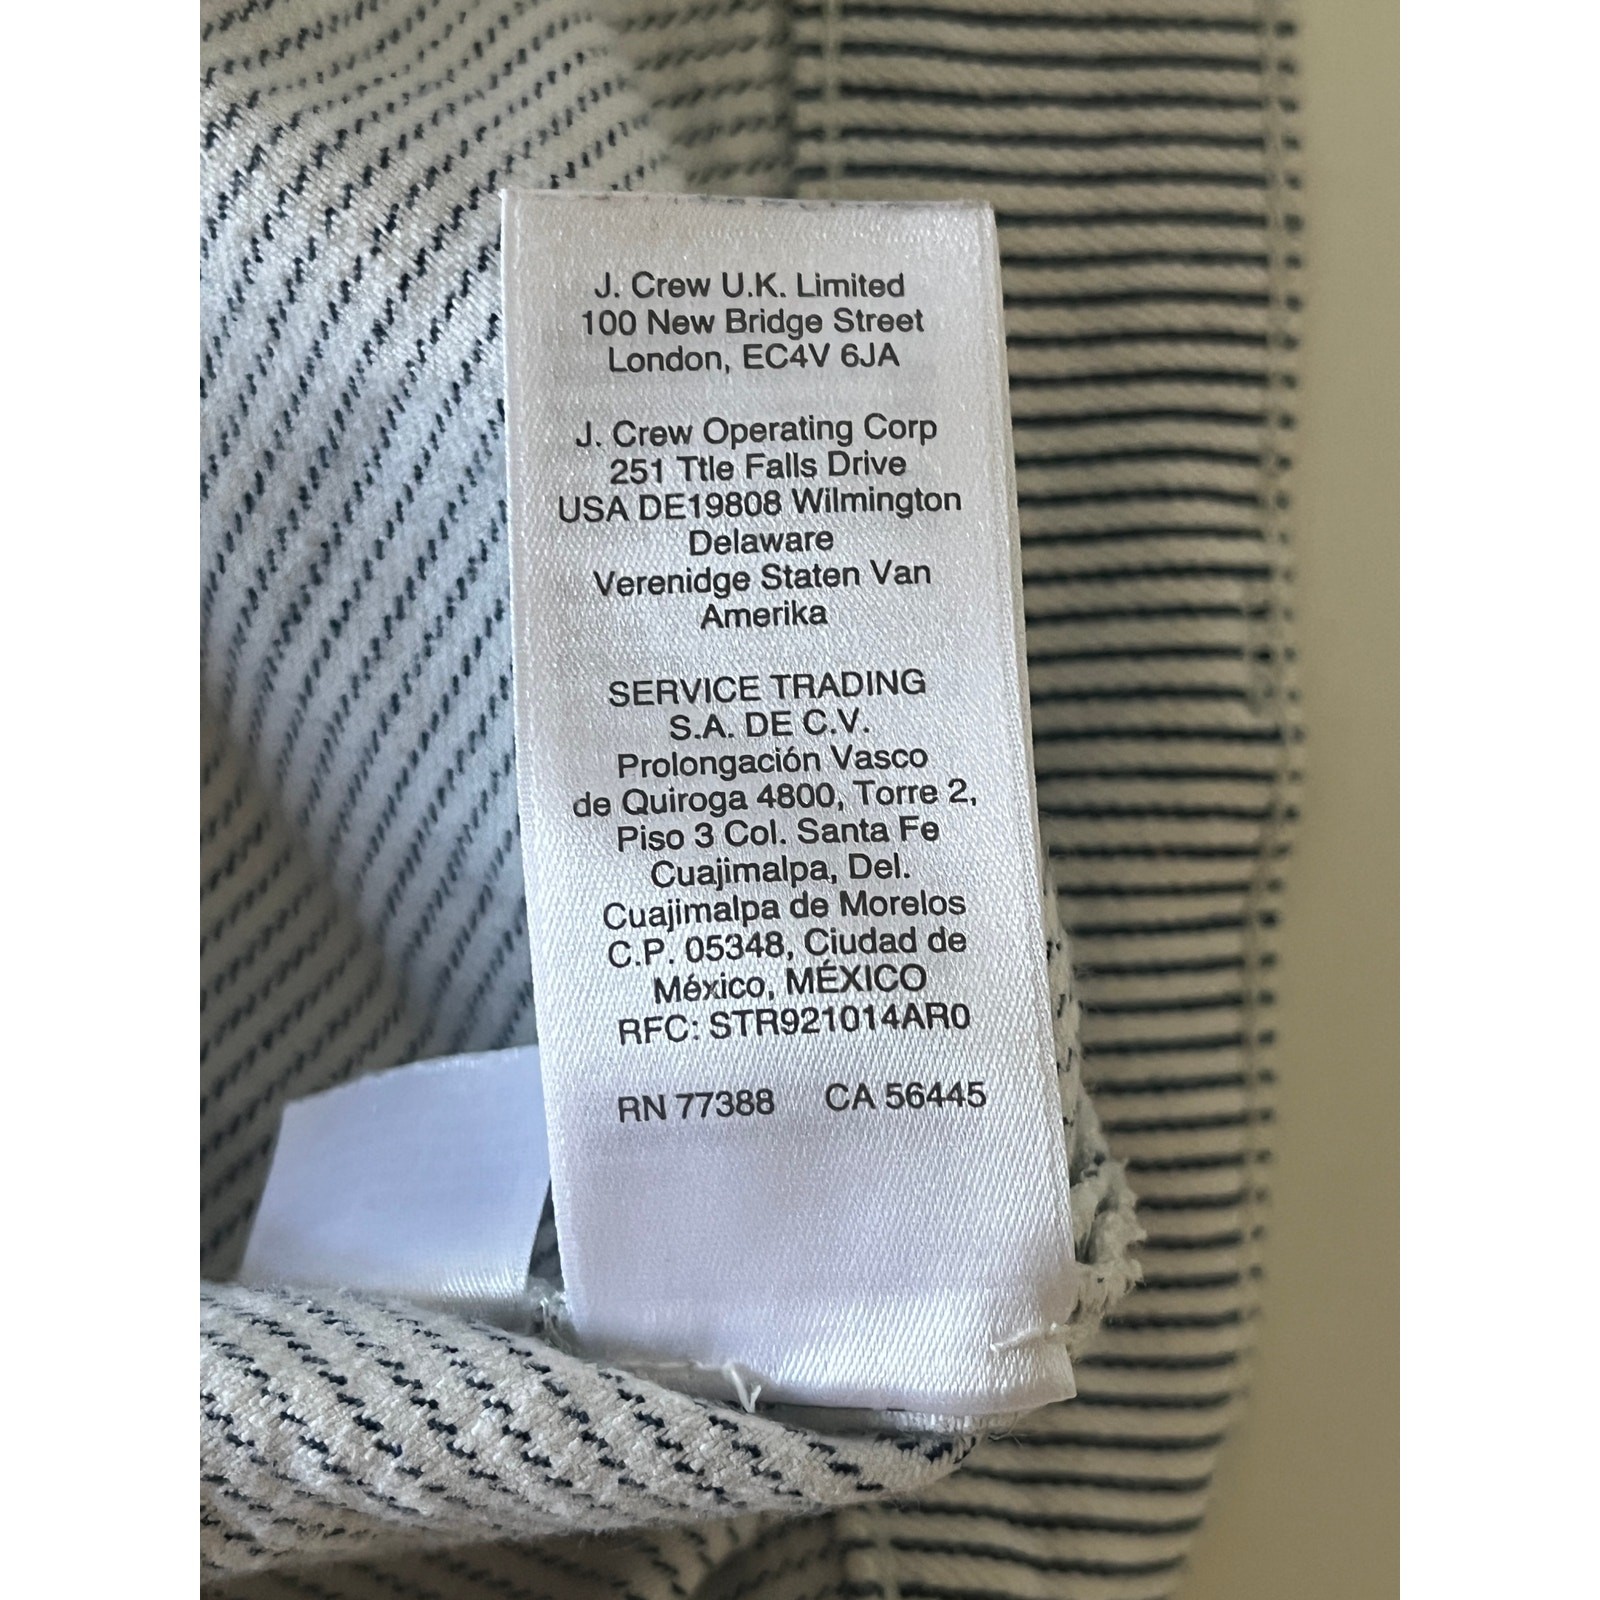 J. Crew U.K. Limited
100 New Bridge Street
London, EC4V 6JA
J. Crew Operating Corp
251 Ttle Falls Drive
USA DE19808 Wilmington
Delaware
Verenidge Staten Van
Amerika
SERVICE TRADING
S.A. DE C.V.
Prolongación Vasco
de Quiroga 4800, Torre 2,
Piso 3 Col. Santa Fe
Cuajimalpa, Del.
Cuajimalpa de Morelos
C.P. 05348, Ciudad de
México, MÉXICO
RFC: STR921014AR0
RN 77388 CA 56445